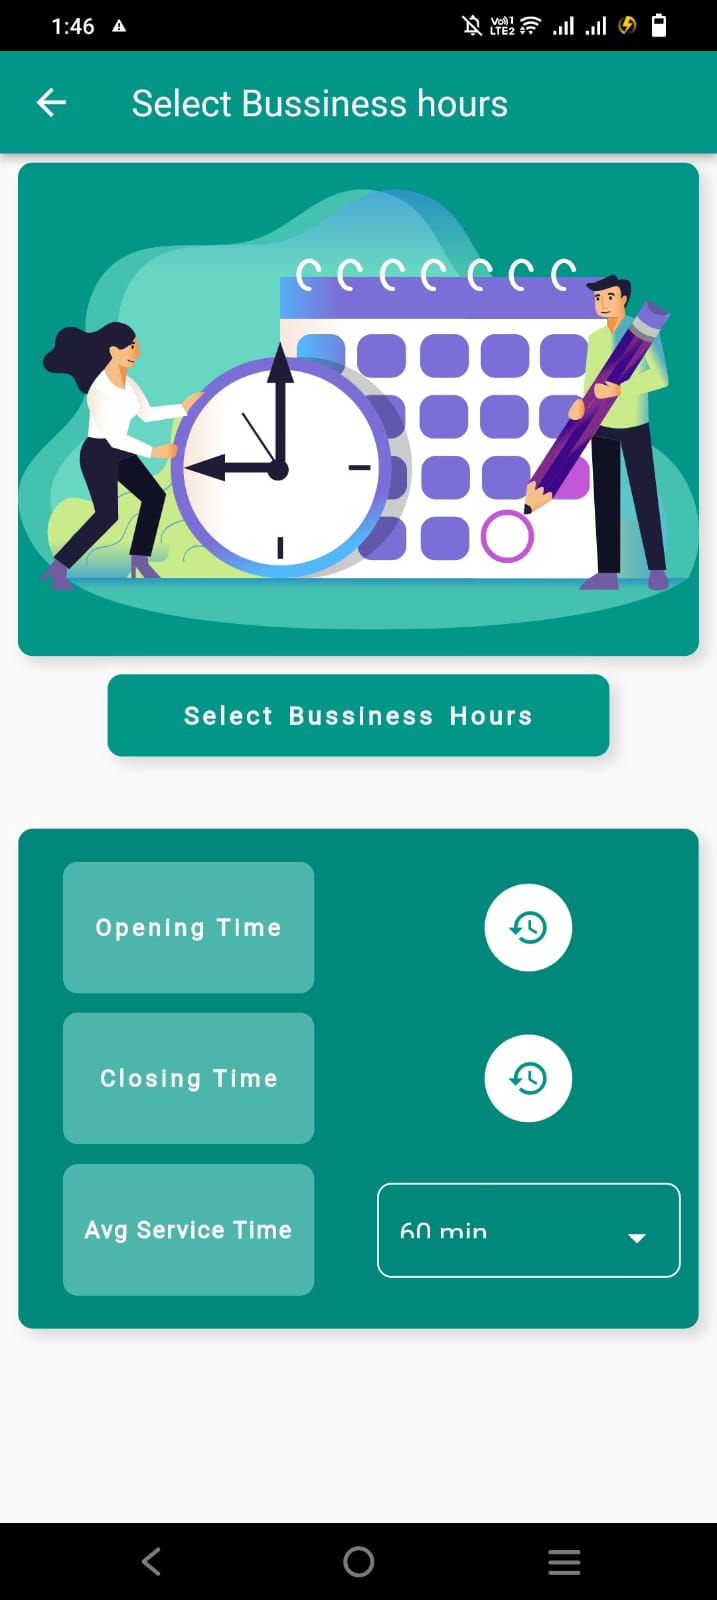 1:46
Vo)) 1
LTE2
Select Bussiness hours
Select Bussiness Hours
Opening Time
Closing Time
Avg Service Time
60 min